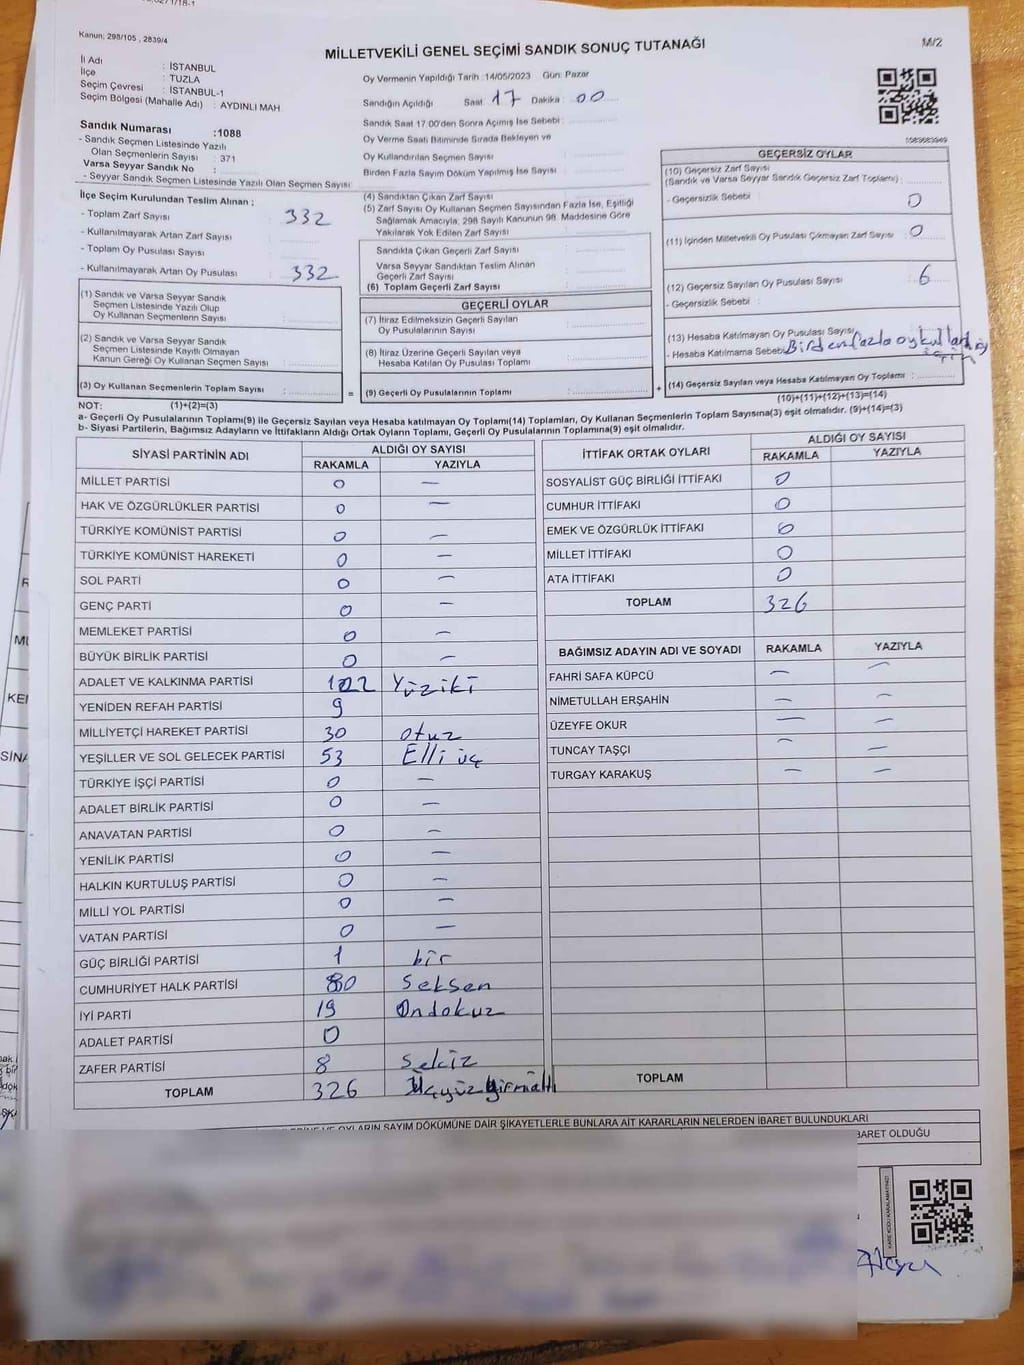 Kanun: 298/105 , 2839/4
MİLLETVEKİLİ GENEL SEÇİMİ SANDIK SONUÇ TUTANAĞI
M/2
İl Adı : İSTANBUL
İlçe : TUZLA
Seçim Çevresi : İSTANBUL-1
Seçim Bölgesi (Mahalle Adı) : AYDINLI MAH
Sandık Numarası :1088
- Sandık Seçmen Listesinde Yazılı
Olan Seçmenlerin Sayısı : 371
Varsa Seyyar Sandık No :
- Seyyar Sandık Seçmen Listesinde Yazılı Olan Seçmen Sayısı
Oy Vermenin Yapıldığı Tarih :14/05/2023 Gün: Pazar
Sandığın Açıldığı Saat 17 Dakika : 00
Sandık Saat 17:00'den Sonra Açımış İse Sebebi :
Oy Verme Saati Bitiminde Sırada Bekleyen ve
Oy Kullandırılan Seçmen Sayısı :
Birden Fazla Sayım Döküm Yapılmış İse Sayısı :
İlçe Seçim Kurulundan Teslim Alınan ;
- Toplam Zarf Sayısı : 332
- Kullanılmayarak Artan Zarf Sayısı :
- Toplam Oy Pusulası Sayısı :
- Kullanılmayarak Artan Oy Pusulası : 332
(1) Sandık ve Varsa Seyyar Sandık
Seçmen Listesinde Yazılı Olup
Oy Kullanan Seçmenlerin Sayısı :
(2) Sandık ve Varsa Seyyar Sandık
Seçmen Listesinde Kayıtlı Olmayan
Kanun Gereği Oy Kullanan Seçmen Sayısı :
(3) Oy Kullanan Seçmenlerin Toplam Sayısı :
(4) Sandıktan Çıkan Zarf Sayısı :
(5) Zarf Sayısı Oy Kullanan Seçmen Sayısından Fazla İse, Eşitliği
Sağlamak Amacıyla, 298 Sayılı Kanunun 98. Maddesine Göre
Yakılarak Yok Edilen Zarf Sayısı :
Sandıkta Çıkan Geçerli Zarf Sayısı :
Varsa Seyyar Sandıktan Teslim Alınan
Geçerli Zarf Sayısı :
(6) Toplam Geçerli Zarf Sayısı :
GEÇERLİ OYLAR
(7) İtiraz Edilmeksizin Geçerli Sayılan
Oy Pusulalarının Sayısı :
(8) İtiraz Üzerine Geçerli Sayılan veya
Hesaba Katılan Oy Pusulası Toplamı :
= (9) Geçerli Oy Pusulalarının Toplamı : +
1083683949
GEÇERSİZ OYLAR
(10) Geçersiz Zarf Sayısı
(Sandık ve Varsa Seyyar Sandık Geçersiz Zarf Toplamı) :
- Geçersizlik Sebebi : 0
(11) İçinden Milletvekili Oy Pusulası Çıkmayan Zarf Sayısı : 0
(12) Geçersiz Sayılan Oy Pusulası Sayısı : 6
- Geçersizlik Sebebi :
(13) Hesaba Katılmayan Oy Pusulası Sayısı
- Hesaba Katılmama Sebebi Birden fazla oy
(14) Geçersiz Sayılan veya Hesaba Katılmayan Oy Toplamı :
(10)+(11)+(12)+(13)=(14)
NOT: (1)+(2)=(3)
a- Geçerli Oy Pusulalarının Toplamı(9) ile Geçersiz Sayılan veya Hesaba katılmayan Oy Toplamı(14) Toplamları, Oy Kullanan Seçmenlerin Toplam Sayısına(3) eşit olmalıdır. (9)+(14)=(3)
b- Siyasi Partilerin, Bağımsız Adayların ve İttifakların Aldığı Ortak Oyların Toplamı, Geçerli Oy Pusulalarının Toplamına(9) eşit olmalıdır.
SİYASİ PARTİNİN ADI ALDIĞI OY SAYISI
RAKAMLA YAZIYLA
MİLLET PARTİSİ 0 —
HAK VE ÖZGÜRLÜKLER PARTİSİ 0 —
TÜRKİYE KOMÜNİST PARTİSİ 0 —
TÜRKİYE KOMÜNİST HAREKETİ 0 —
SOL PARTİ 0 —
GENÇ PARTİ 0 —
MEMLEKET PARTİSİ 0 —
BÜYÜK BİRLİK PARTİSİ 0 —
ADALET VE KALKINMA PARTİSİ 122 Yüziki
YENİDEN REFAH PARTİSİ 9
MİLLİYETÇİ HAREKET PARTİSİ 30 otuz
YEŞİLLER VE SOL GELECEK PARTİSİ 53 Elli üç
TÜRKİYE İŞÇİ PARTİSİ 0 —
ADALET BİRLİK PARTİSİ 0 —
ANAVATAN PARTİSİ 0 —
YENİLİK PARTİSİ 0 —
HALKIN KURTULUŞ PARTİSİ 0 —
MİLLİ YOL PARTİSİ 0 —
VATAN PARTİSİ 0 —
GÜÇ BİRLİĞİ PARTİSİ 1 bir
CUMHURİYET HALK PARTİSİ 80 Seksen
İYİ PARTİ 19 Ondokuz
ADALET PARTİSİ 0
ZAFER PARTİSİ 8 Sekiz
TOPLAM 326 Üçyüz Yirmialtı
İTTİFAK ORTAK OYLARI ALDIĞI OY SAYISI
RAKAMLA YAZIYLA
SOSYALİST GÜÇ BİRLİĞİ İTTİFAKI 0
CUMHUR İTTİFAKI 0
EMEK VE ÖZGÜRLÜK İTTİFAKI 0
MİLLET İTTİFAKI 0
ATA İTTİFAKI 0
TOPLAM 326
BAĞIMSIZ ADAYIN ADI VE SOYADI RAKAMLA YAZIYLA
FAHRİ SAFA KÜPCÜ — —
NİMETULLAH ERŞAHİN — —
ÜZEYFE OKUR — —
TUNCAY TAŞÇI — —
TURGAY KARAKUŞ — —
TOPLAM
OYLARIN SAYIM DÖKÜMÜNE DAİR ŞİKAYETLERLE BUNLARA AİT KARARLARIN NELERDEN İBARET BULUNDUKLARI
BARET OLDUĞU